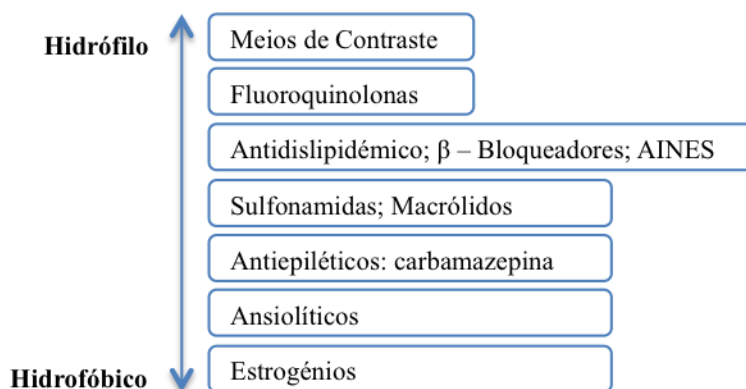 Hidrófilo
Meios de Contraste
Fluoroquinolonas
Antidislipidémico; β – Bloqueadores; AINES
Sulfonamidas; Macrólidos
Antiepiléticos: carbamazepina
Ansiolíticos
Estrogénios
Hidrofóbico